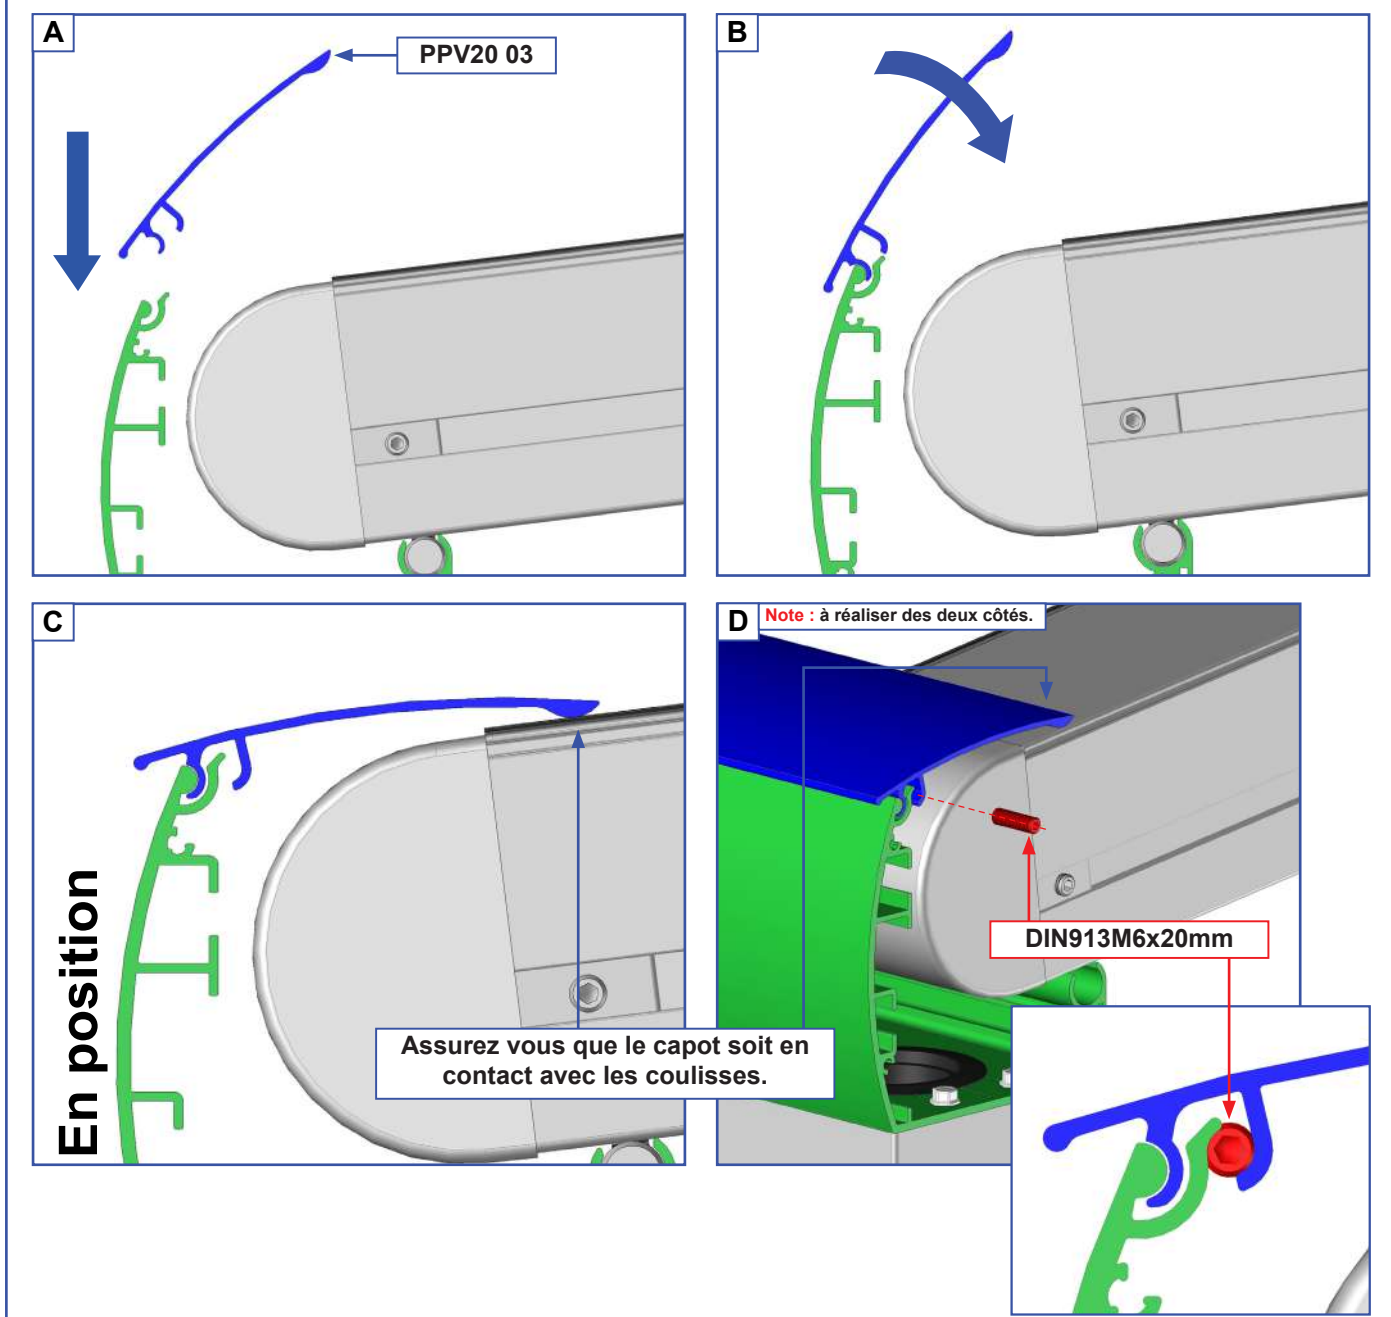 A
PPV20 03
B
C
En position
Assurez vous que le capot soit en
contact avec les coulisses.
D
Note : à réaliser des deux côtés.
DIN913M6x20mm